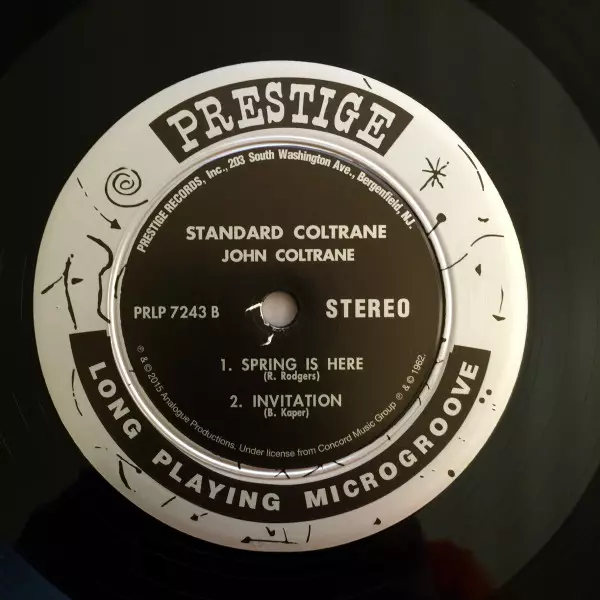 PRESTIGE
PRESTIGE RECORDS, Inc., 203 South Washington Ave., Bergenfield, N.J.
STANDARD COLTRANE
JOHN COLTRANE
PRLP 7243 B
STEREO
1. SPRING IS HERE
(R. Rodgers)
2. INVITATION
(B. Kaper)
℗ & © 2015 Analogue Productions. Under license from Concord Music Group ℗ & © 1962.
LONG PLAYING MICROGROOVE